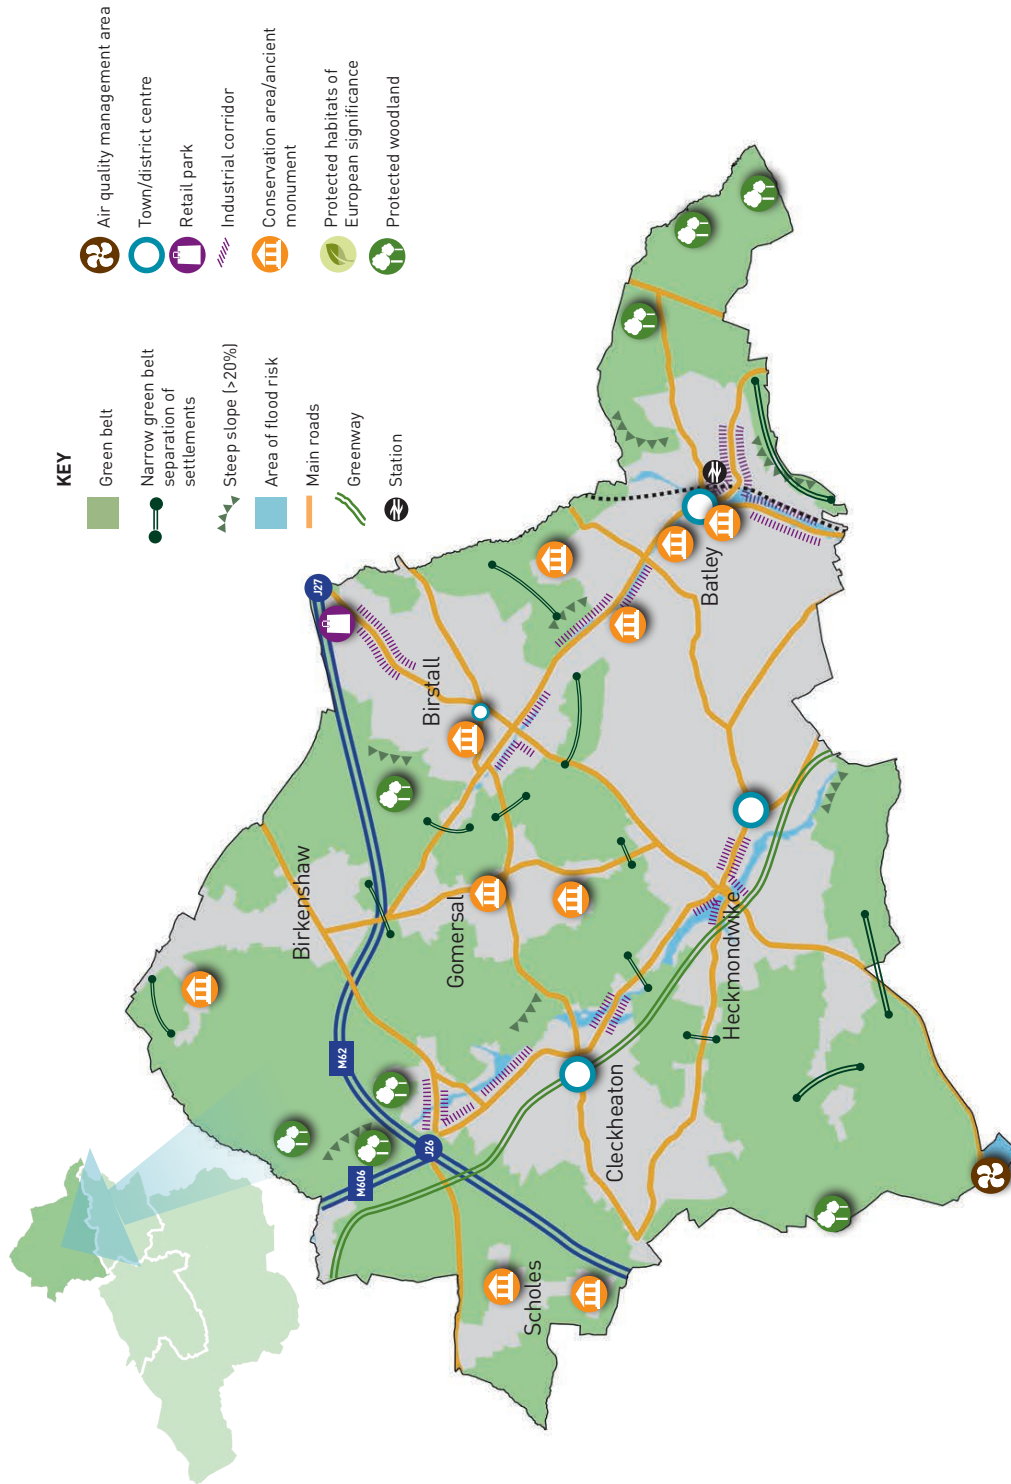 KEY
Green belt
Narrow green belt
separation of
settlements
Steep slope (>20%)
Area of flood risk
Main roads
Greenway
Station
Air quality management area
Town/district centre
Retail park
Industrial corridor
Conservation area/ancient
monument
Protected habitats of
European significance
Protected woodland
J27
Birstall
Batley
Birkenshaw
Gomersal
M62
Heckmondwike
Cleckheaton
J26
M606
Scholes